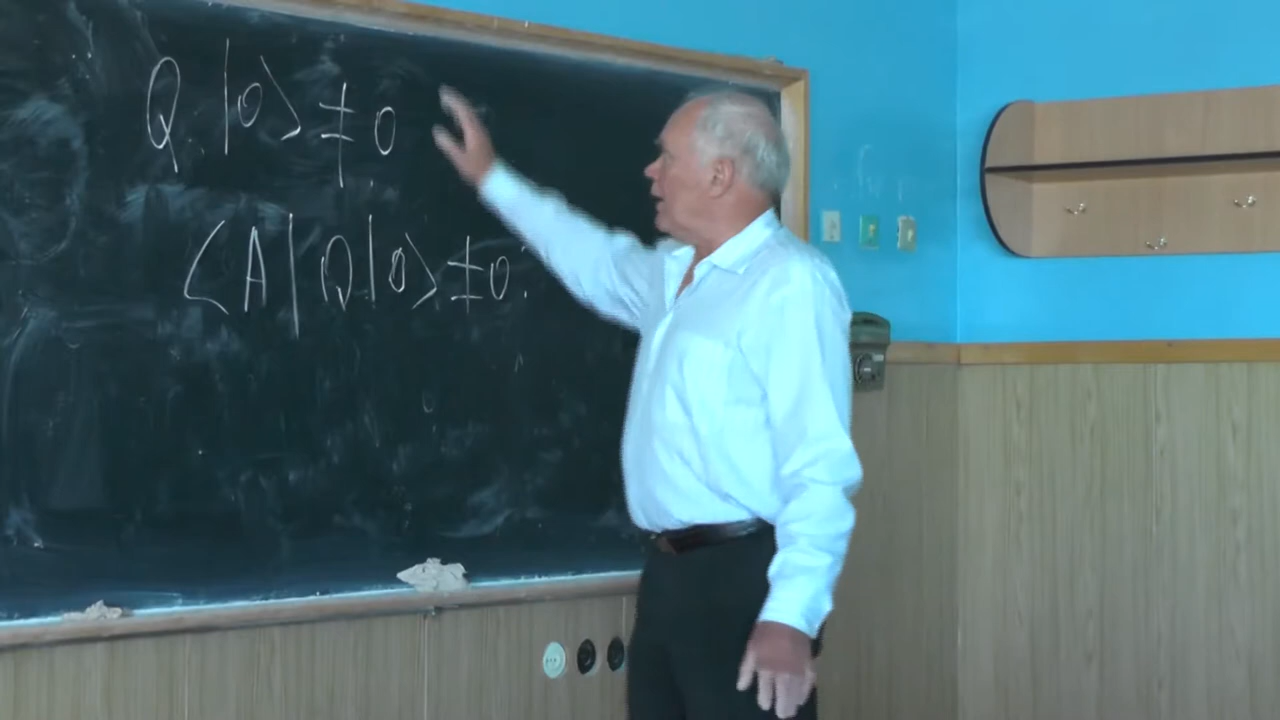 Q |0⟩ ≠ 0
⟨A|Q|0⟩ ≠ 0.